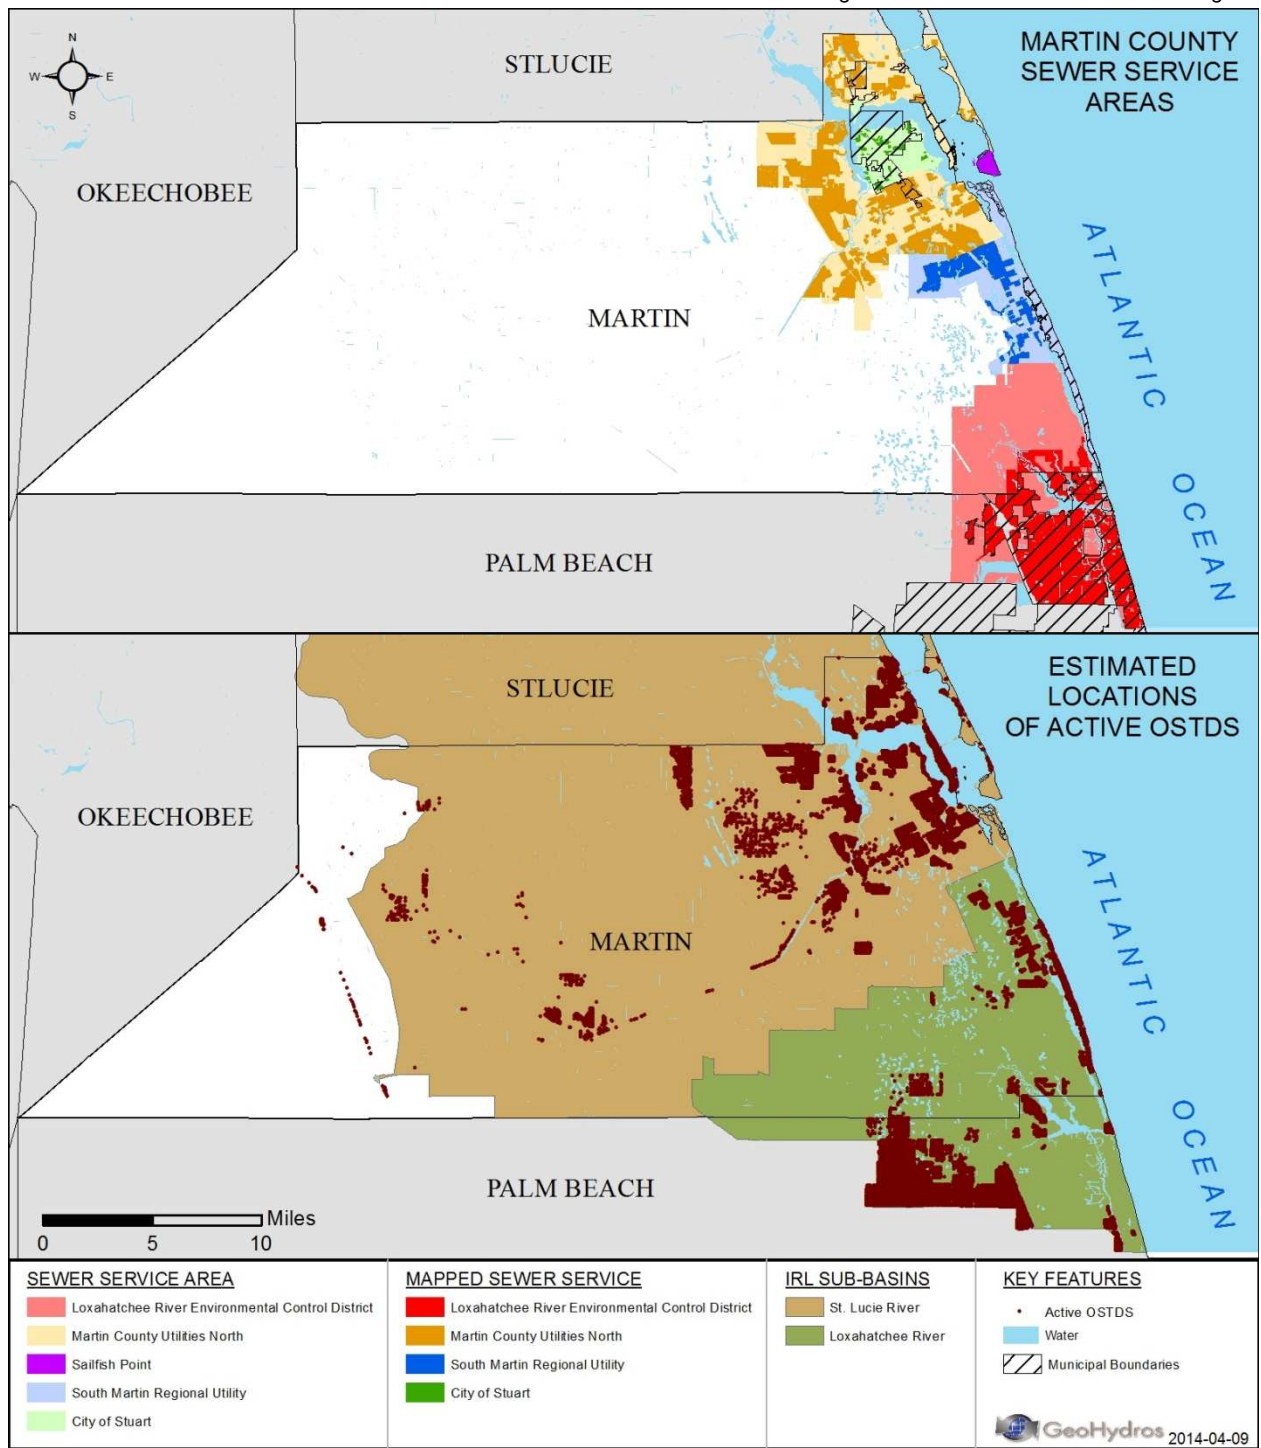 N
W
E
S
STLUCIE
OKEECHOBEE
MARTIN
PALM BEACH
MARTIN COUNTY
SEWER SERVICE
AREAS
ATLANTIC
OCEAN
STLUCIE
OKEECHOBEE
MARTIN
PALM BEACH
ESTIMATED
LOCATIONS
OF ACTIVE OSTDS
ATLANTIC
OCEAN
Miles
0 5 10
SEWER SERVICE AREA
Loxahatchee River Environmental Control District
Martin County Utilities North
Sailfish Point
South Martin Regional Utility
City of Stuart
MAPPED SEWER SERVICE
Loxahatchee River Environmental Control District
Martin County Utilities North
South Martin Regional Utility
City of Stuart
IRL SUB-BASINS
St. Lucie River
Loxahatchee River
KEY FEATURES
Active OSTDS
Water
Municipal Boundaries
GeoHydros 2014-04-09